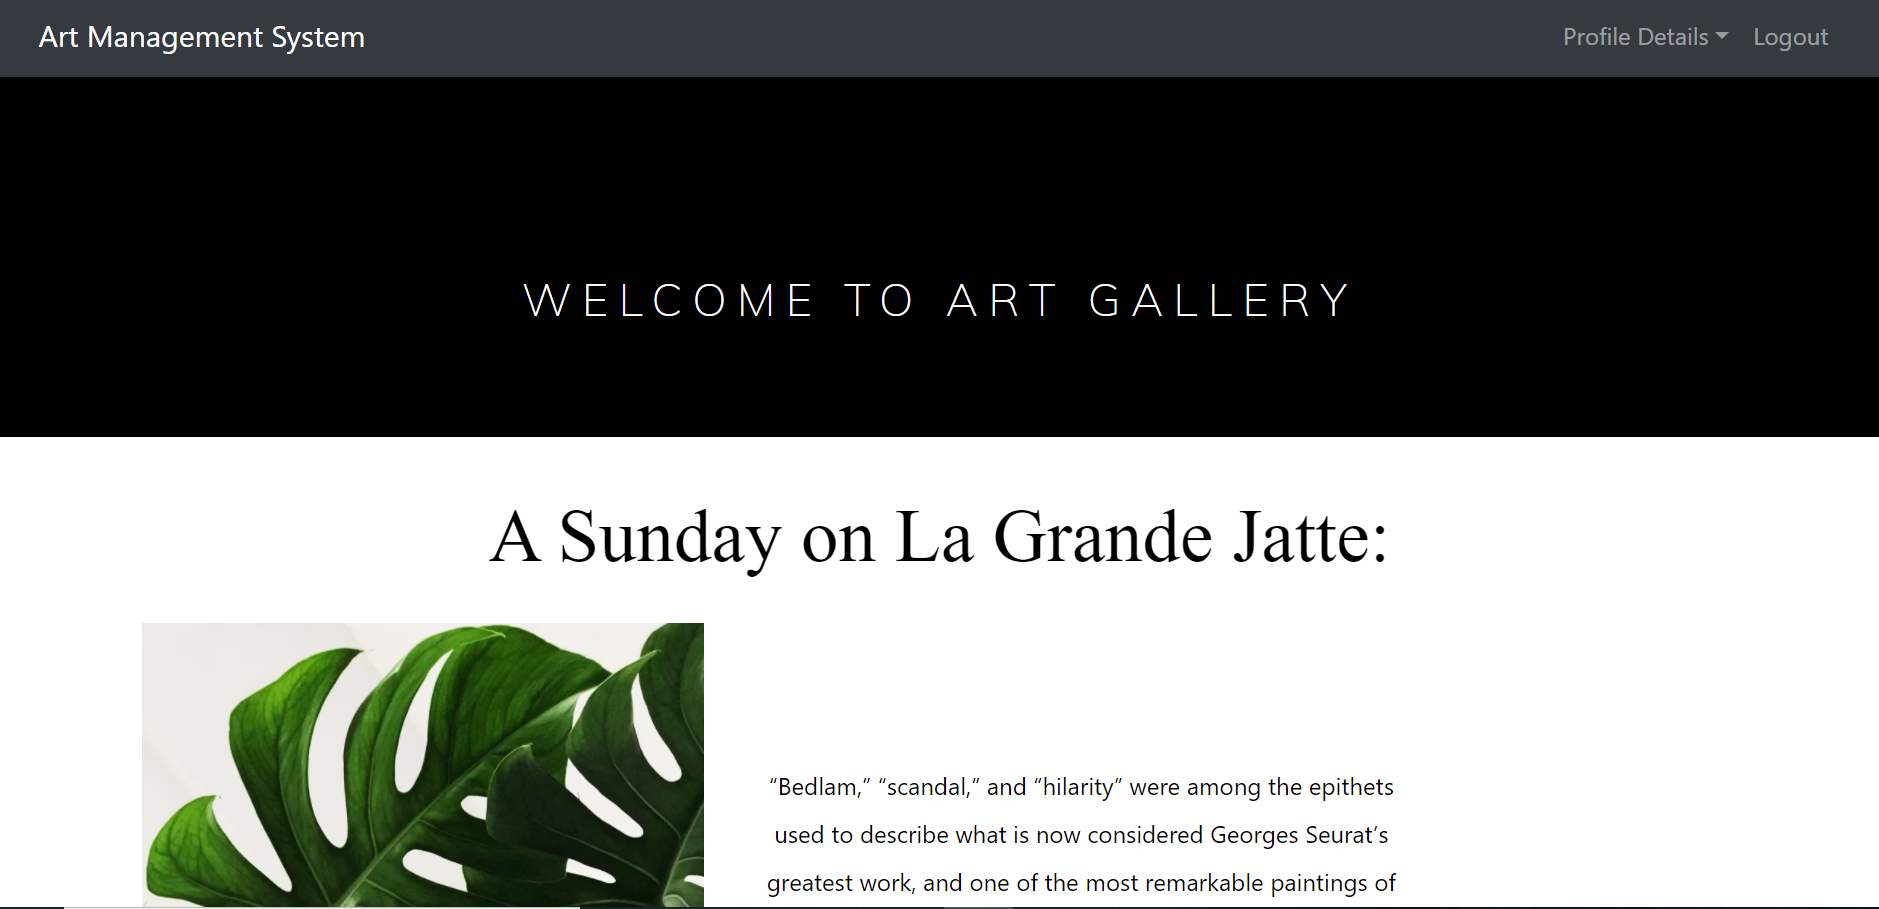 Art Management System
Profile Details
Logout
WELCOME TO ART GALLERY
A Sunday on La Grande Jatte:
“Bedlam,” “scandal,” and “hilarity” were among the epithets
used to describe what is now considered Georges Seurat’s
greatest work, and one of the most remarkable paintings of